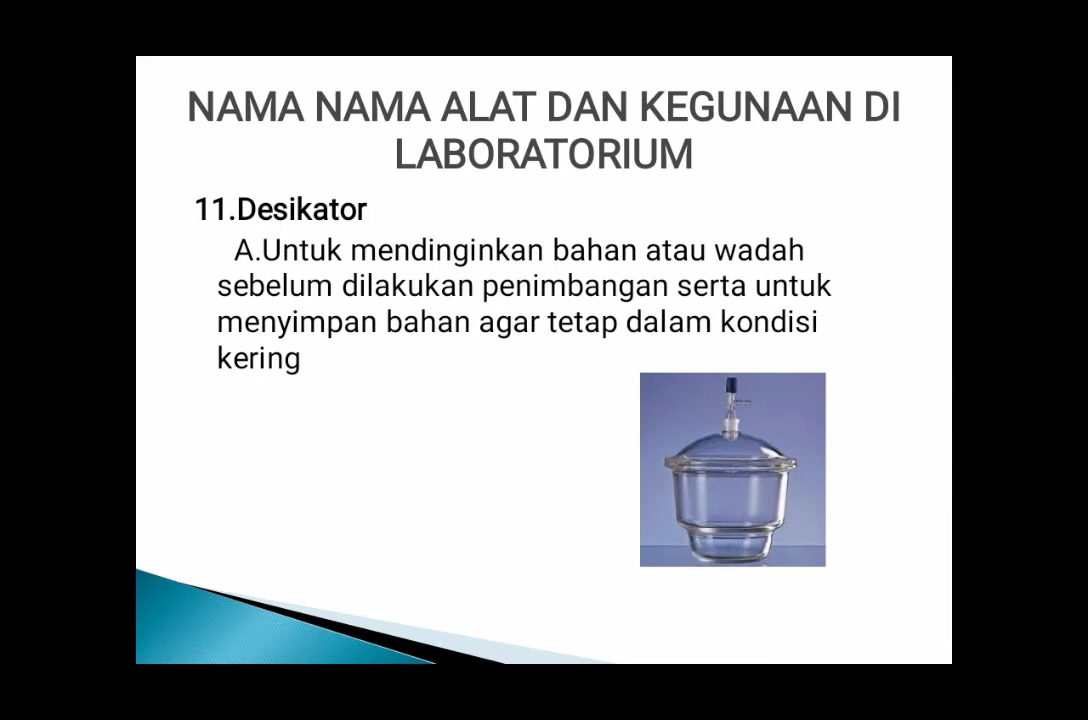 NAMA NAMA ALAT DAN KEGUNAAN DI
LABORATORIUM
11.Desikator
A.Untuk mendinginkan bahan atau wadah
sebelum dilakukan penimbangan serta untuk
menyimpan bahan agar tetap dalam kondisi
kering